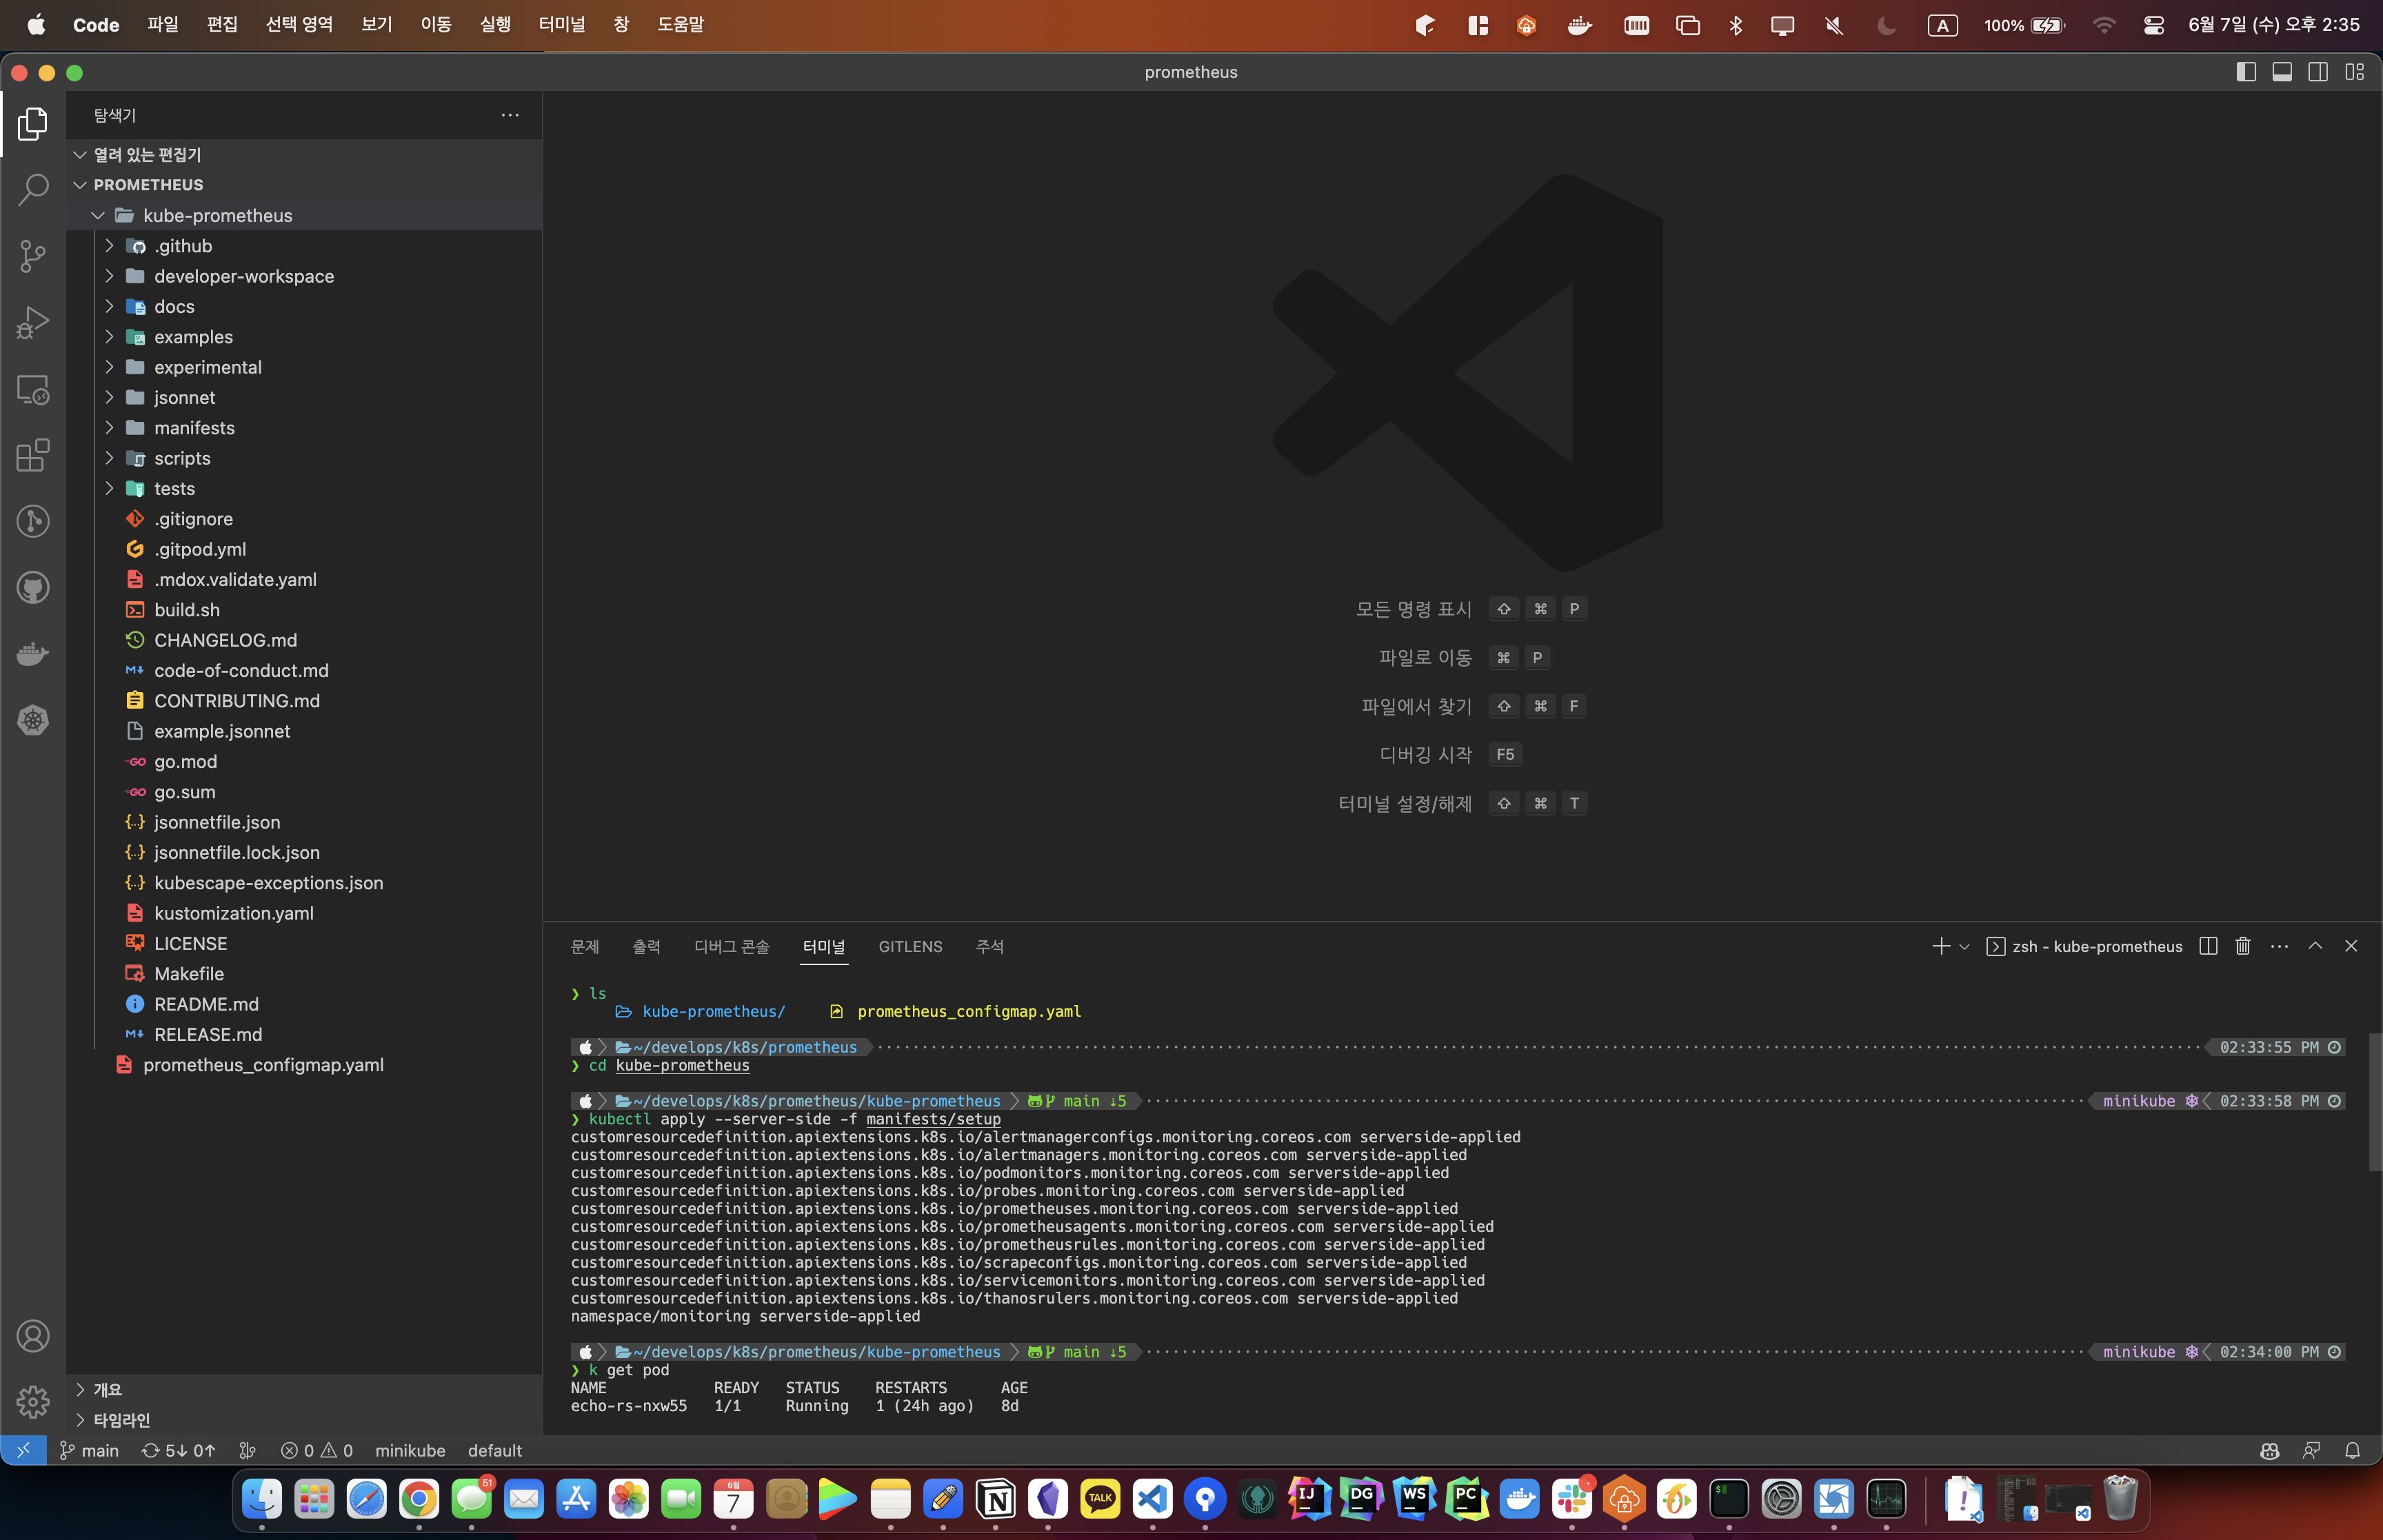 Code 파일 편집 선택 영역 보기 이동 실행 터미널 창 도움말 A 100% 6월 7일 (수) 오후 2:35
prometheus
탐색기
열려 있는 편집기
PROMETHEUS
kube-prometheus
.github
developer-workspace
docs
examples
experimental
jsonnet
manifests
scripts
tests
.gitignore
.gitpod.yml
.mdox.validate.yaml
build.sh
CHANGELOG.md
code-of-conduct.md
CONTRIBUTING.md
example.jsonnet
go.mod
go.sum
jsonnetfile.json
jsonnetfile.lock.json
kubescape-exceptions.json
kustomization.yaml
LICENSE
Makefile
README.md
RELEASE.md
prometheus_configmap.yaml
개요
타임라인
모든 명령 표시 ⇧ ⌘ P
파일로 이동 ⌘ P
파일에서 찾기 ⇧ ⌘ F
디버깅 시작 F5
터미널 설정/해제 ⇧ ⌘ T
문제 출력 디버그 콘솔 터미널 GITLENS 주석 zsh - kube-prometheus
❯ ls
kube-prometheus/ prometheus_configmap.yaml
~/develops/k8s/prometheus 02:33:55 PM
❯ cd kube-prometheus
~/develops/k8s/prometheus/kube-prometheus main ↓5 minikube 02:33:58 PM
❯ kubectl apply --server-side -f manifests/setup
customresourcedefinition.apiextensions.k8s.io/alertmanagerconfigs.monitoring.coreos.com serverside-applied
customresourcedefinition.apiextensions.k8s.io/alertmanagers.monitoring.coreos.com serverside-applied
customresourcedefinition.apiextensions.k8s.io/podmonitors.monitoring.coreos.com serverside-applied
customresourcedefinition.apiextensions.k8s.io/probes.monitoring.coreos.com serverside-applied
customresourcedefinition.apiextensions.k8s.io/prometheuses.monitoring.coreos.com serverside-applied
customresourcedefinition.apiextensions.k8s.io/prometheusagents.monitoring.coreos.com serverside-applied
customresourcedefinition.apiextensions.k8s.io/prometheusrules.monitoring.coreos.com serverside-applied
customresourcedefinition.apiextensions.k8s.io/scrapeconfigs.monitoring.coreos.com serverside-applied
customresourcedefinition.apiextensions.k8s.io/servicemonitors.monitoring.coreos.com serverside-applied
customresourcedefinition.apiextensions.k8s.io/thanosrulers.monitoring.coreos.com serverside-applied
namespace/monitoring serverside-applied
~/develops/k8s/prometheus/kube-prometheus main ↓5 minikube 02:34:00 PM
❯ k get pod
NAME READY STATUS RESTARTS AGE
echo-rs-nxw55 1/1 Running 1 (24h ago) 8d
main 5↓ 0↑ 0 0 minikube default
51 6월 7 TALK IJ DG WS PC